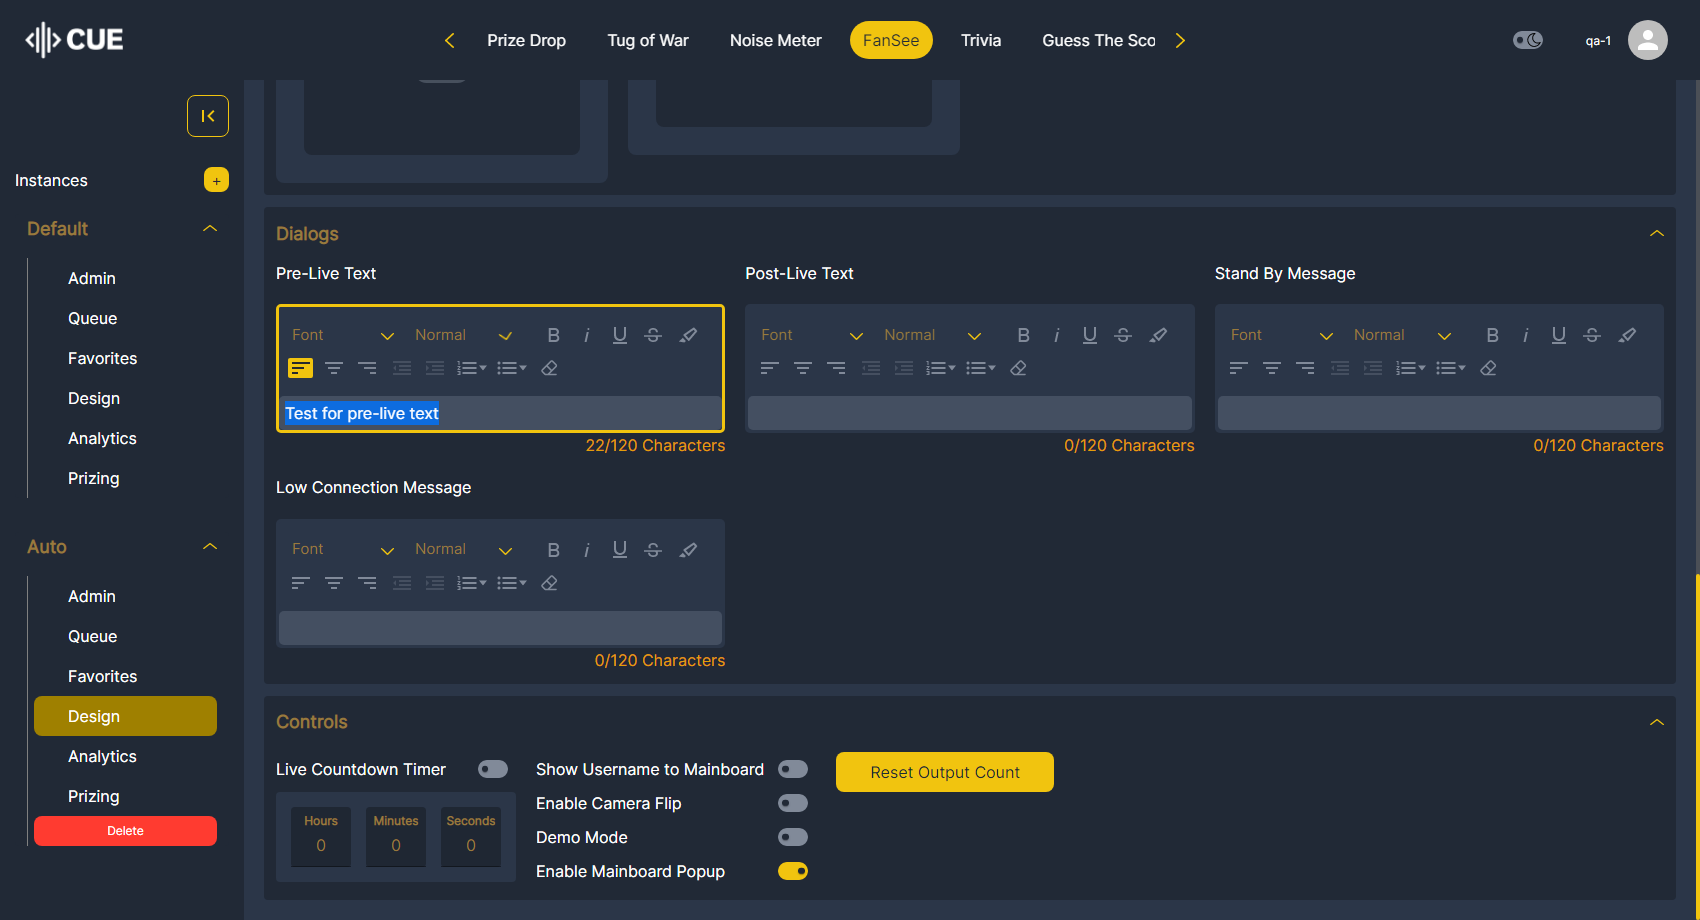 CUE
Prize Drop
Tug of War
Noise Meter
FanSee
Trivia
Guess The Sco
qa-1
Instances
+
Default
Admin
Queue
Favorites
Design
Analytics
Prizing
Auto
Admin
Queue
Favorites
Design
Analytics
Prizing
Delete
Dialogs
Pre-Live Text
Font Normal B i U S
Test for pre-live text
22/120 Characters
Post-Live Text
Font Normal B i U S
0/120 Characters
Stand By Message
Font Normal B i U S
0/120 Characters
Low Connection Message
Font Normal B i U S
0/120 Characters
Controls
Live Countdown Timer
Hours Minutes Seconds
0 0 0
Show Username to Mainboard
Enable Camera Flip
Demo Mode
Enable Mainboard Popup
Reset Output Count